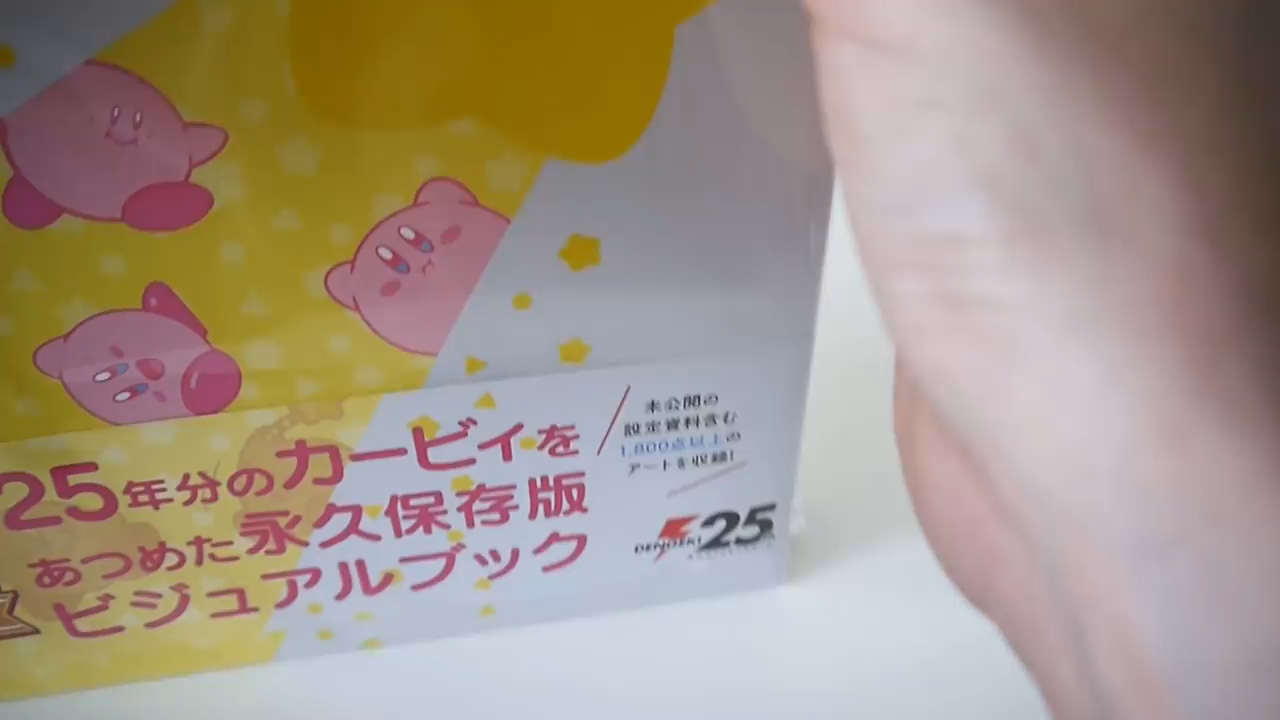 25年分のカービィを
あつめた永久保存版
ビジュアルブック
未公開の
設定資料含む
1,800点以上の
アートを収録!
DENGEKI 25